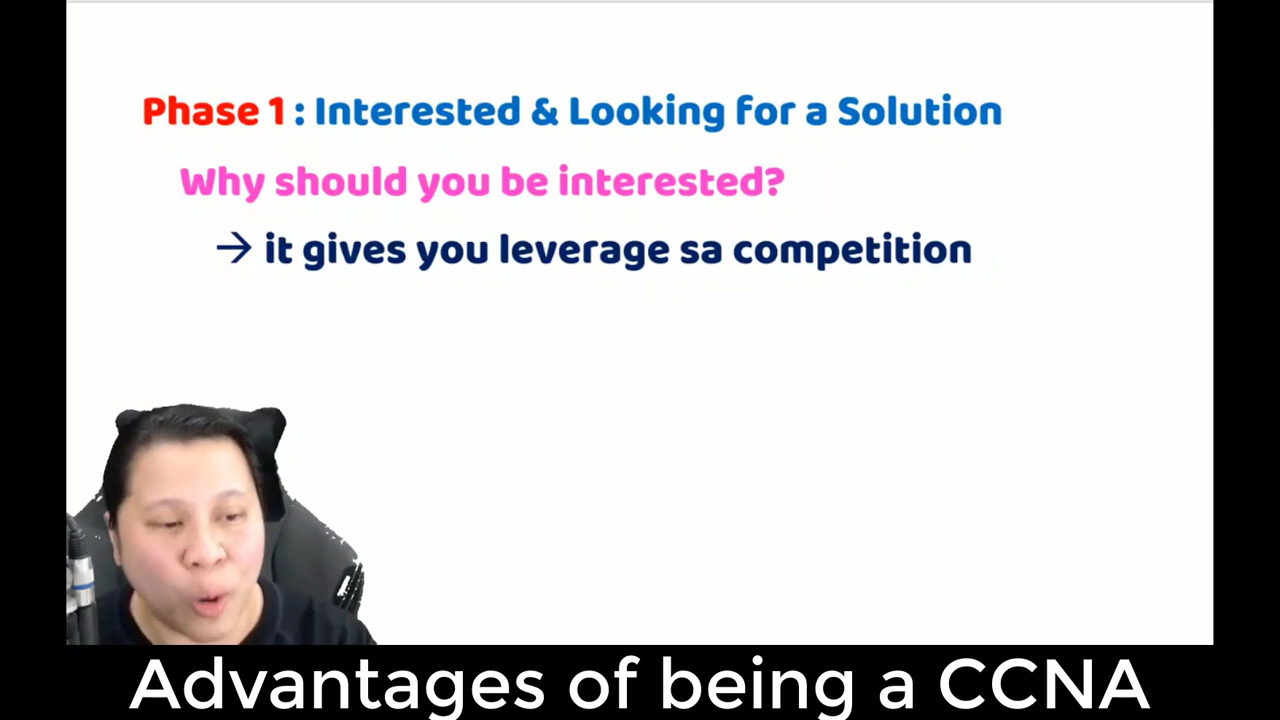 Phase 1 : Interested & Looking for a Solution
Why should you be interested?
→ it gives you leverage sa competition
Advantages of being a CCNA